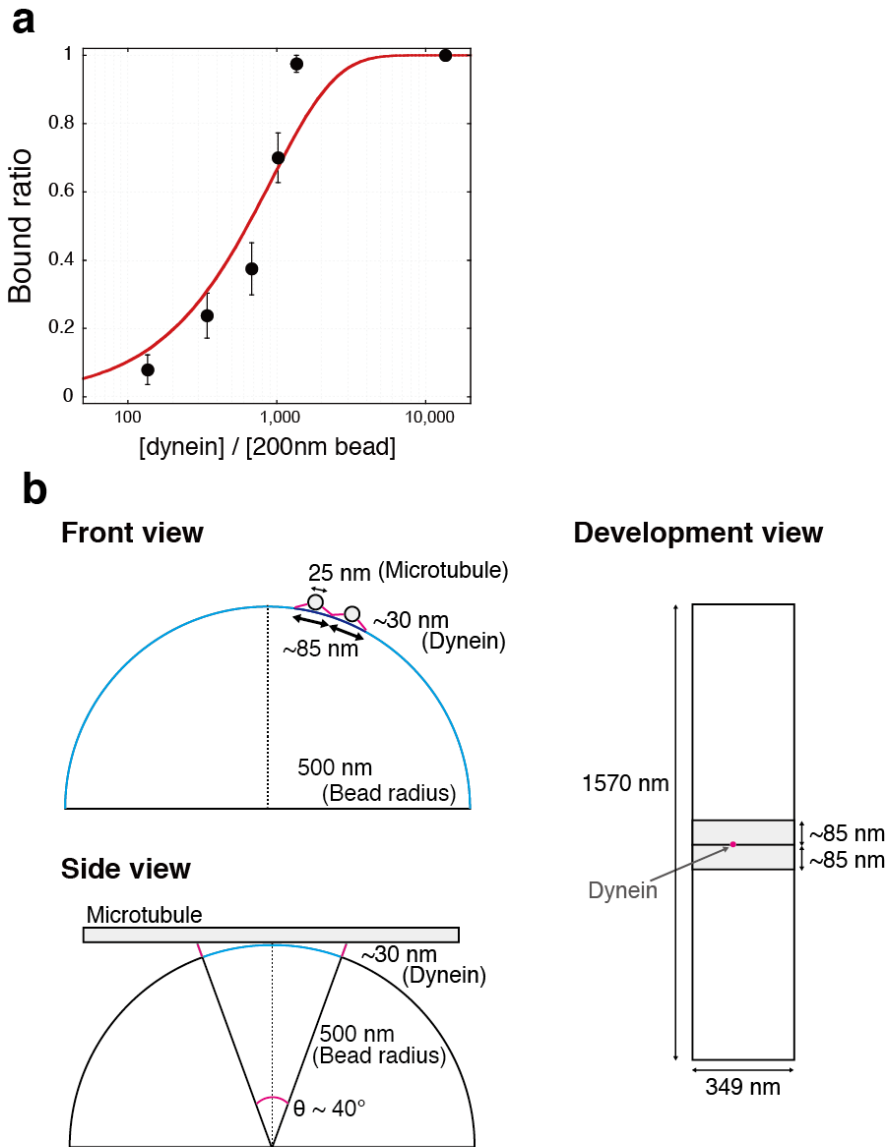 a
1
0.8
0.6
0.4
0.2
0
Bound ratio
100
1,000
10,000
[dynein] / [200nm bead]
b
Front view
25 nm (Microtubule)
~30 nm
(Dynein)
~85 nm
500 nm
(Bead radius)
Side view
Microtubule
~30 nm
(Dynein)
500 nm
(Bead radius)
θ ~ 40°
Development view
1570 nm
~85 nm
~85 nm
Dynein
349 nm